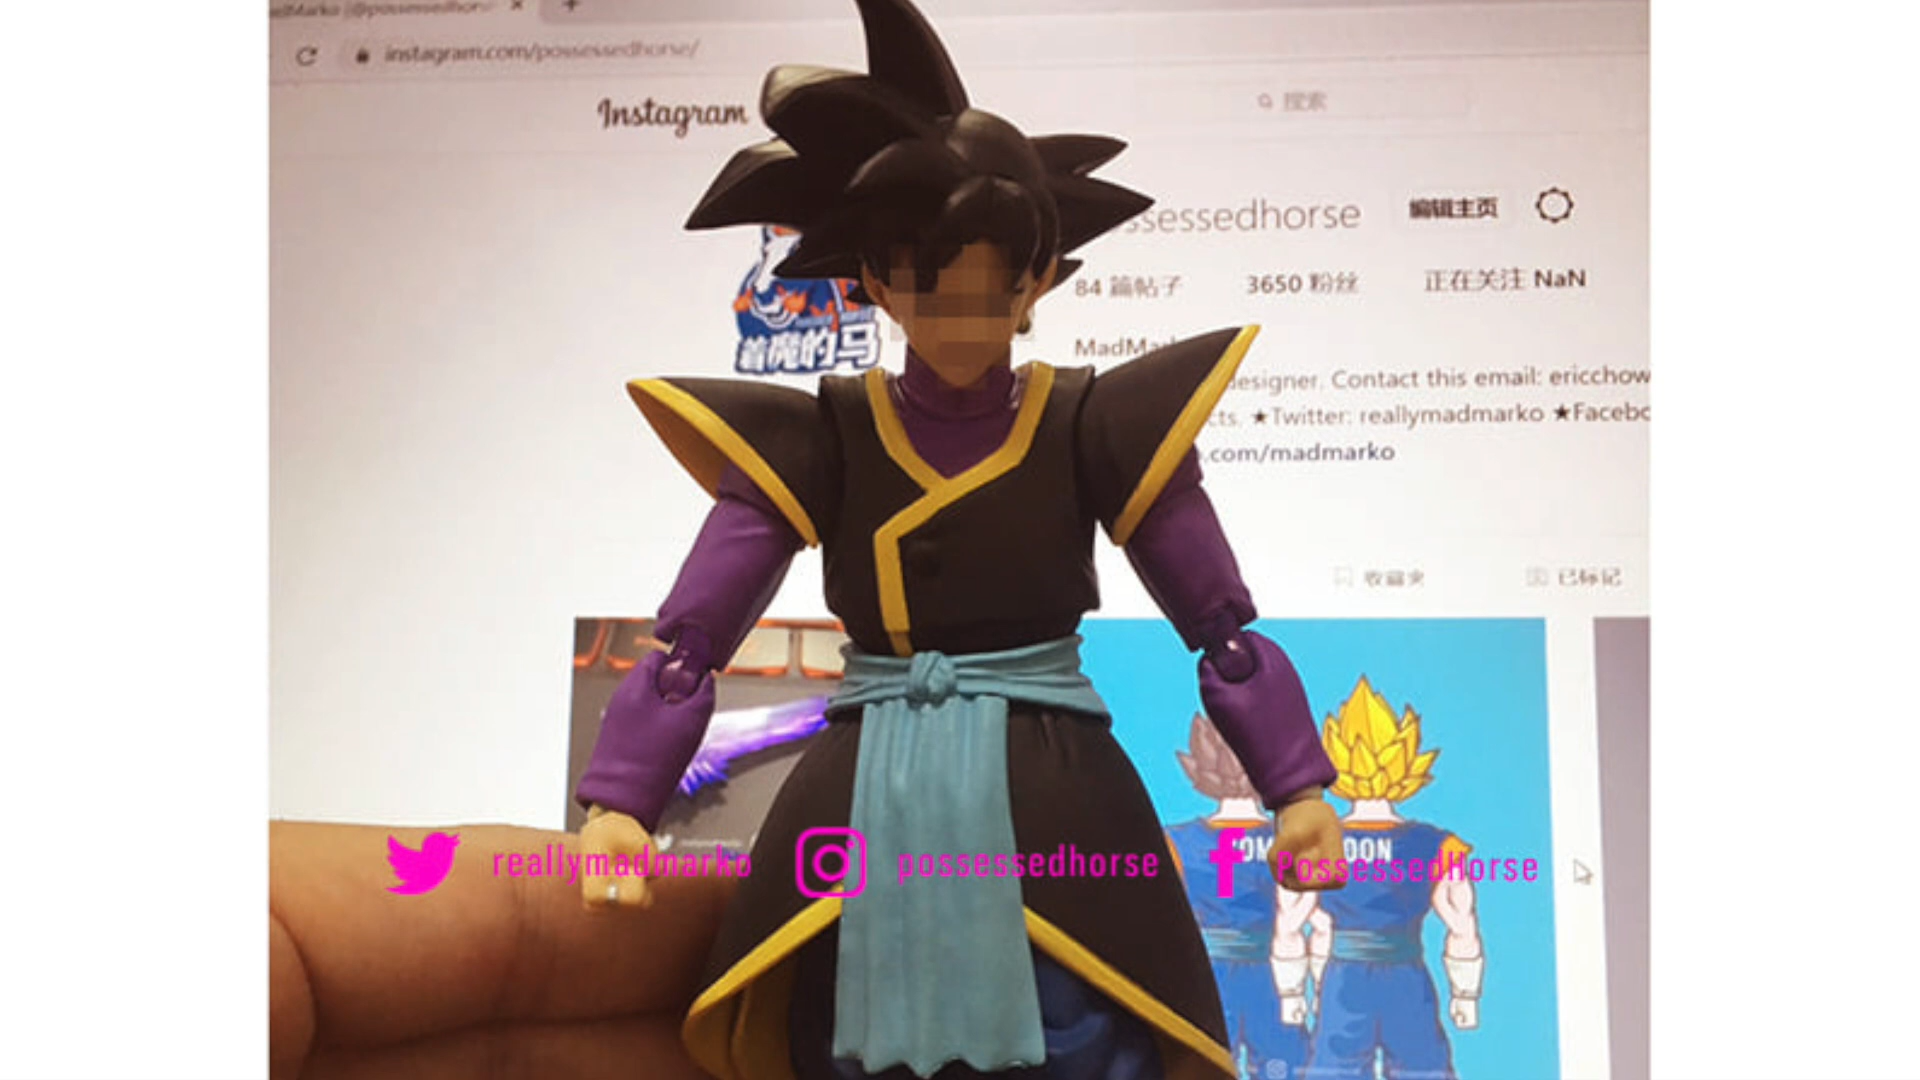 instagram.com/possessedhorse/
Instagram
搜索
ssessedhorse
编辑主页
84 篇帖子
3650 粉丝
正在关注 NaN
着魔的马
designer. Contact this email: ericchow
cts. ★Twitter: reallymadmarko ★Facebo
.com/madmarko
收藏夹
已标记
reallymadmarko
possessedhorse
PossessedHorse